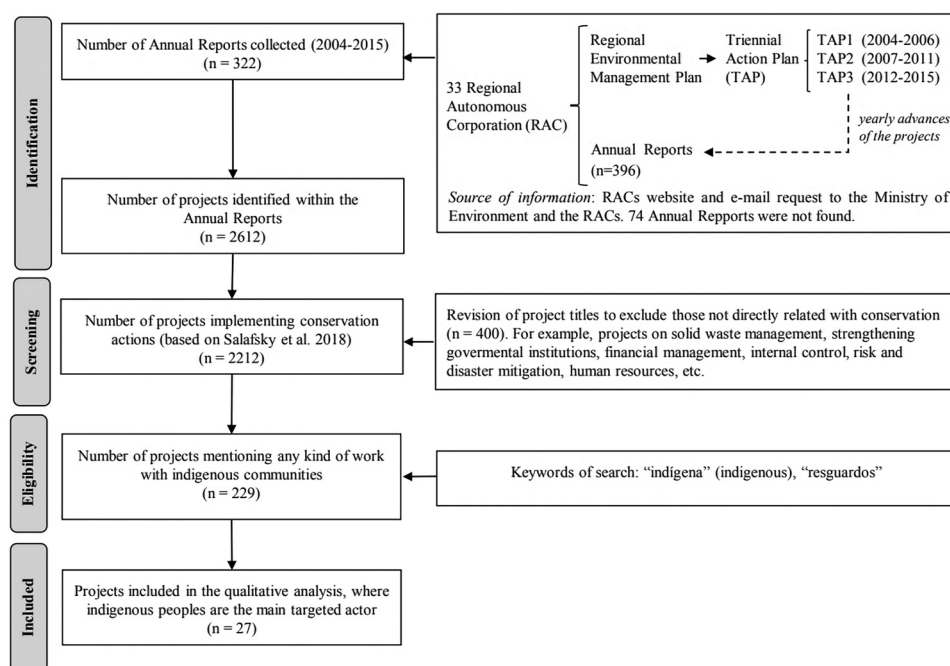 Identification
Number of Annual Reports collected (2004-2015)
(n = 322)
33 Regional
Autonomous
Corporation (RAC)
Regional
Environmental
Management Plan
Triennial
Action Plan
(TAP)
TAP1 (2004-2006)
TAP2 (2007-2011)
TAP3 (2012-2015)
yearly advances
of the projects
Annual Reports
(n=396)
Source of information: RACs website and e-mail request to the Ministry of
Environment and the RACs. 74 Annual Repports were not found.
Number of projects identified within the
Annual Reports
(n = 2612)
Screening
Number of projects implementing conservation
actions (based on Salafsky et al. 2018)
(n = 2212)
Revision of project titles to exclude those not directly related with conservation
(n = 400). For example, projects on solid waste management, strengthening
govermental institutions, financial management, internal control, risk and
disaster mitigation, human resources, etc.
Eligibility
Number of projects mentioning any kind of work
with indigenous communities
(n = 229)
Keywords of search: “indígena” (indigenous), “resguardos”
Included
Projects included in the qualitative analysis, where
indigenous peoples are the main targeted actor
(n = 27)